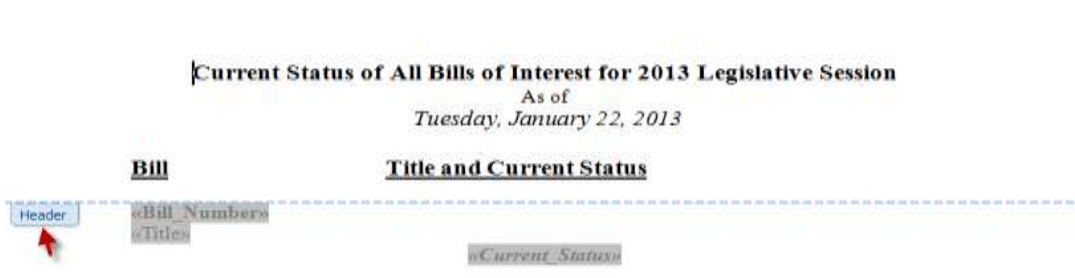 Current Status of All Bills of Interest for 2013 Legislative Session
As of
Tuesday, January 22, 2013
Bill Title and Current Status
Header
«Bill_Number»
«Title»
«Current_Status»